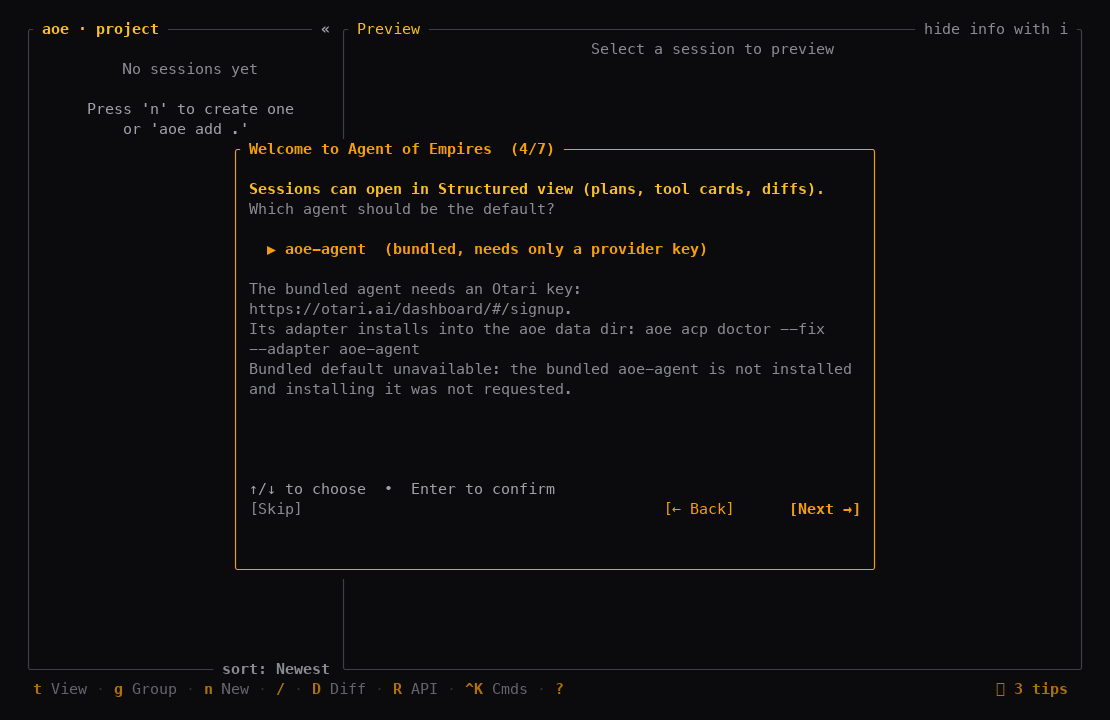 aoe · project «
Preview
hide info with i
Select a session to preview
No sessions yet
Press 'n' to create one
or 'aoe add .'
Welcome to Agent of Empires (4/7)
Sessions can open in Structured view (plans, tool cards, diffs).
Which agent should be the default?
▶ aoe-agent (bundled, needs only a provider key)
The bundled agent needs an Otari key:
https://otari.ai/dashboard/#/signup.
Its adapter installs into the aoe data dir: aoe acp doctor --fix
--adapter aoe-agent
Bundled default unavailable: the bundled aoe-agent is not installed
and installing it was not requested.
↑/↓ to choose • Enter to confirm
[Skip] [← Back] [Next →]
sort: Newest
t View · g Group · n New · / · D Diff · R API · ^K Cmds · ?
3 tips